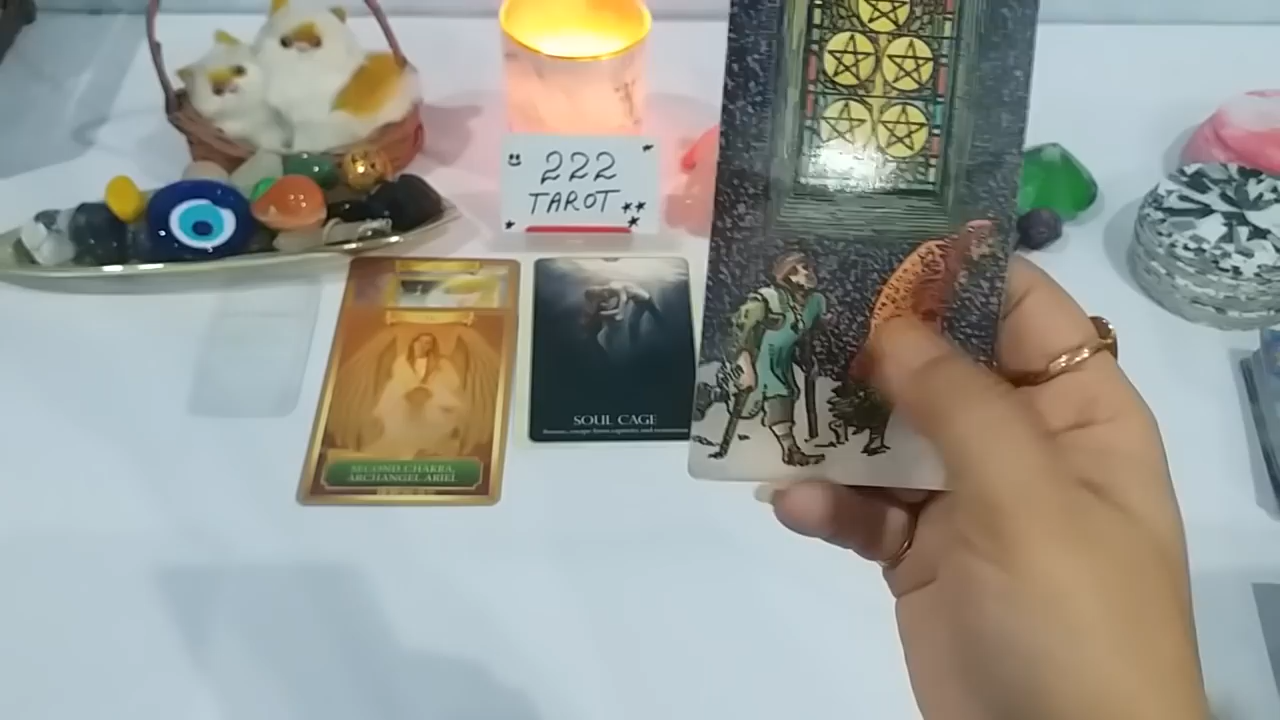 222
TAROT
SOUL CAGE
SECOND CHAKRA,
ARCHANGEL ARIEL